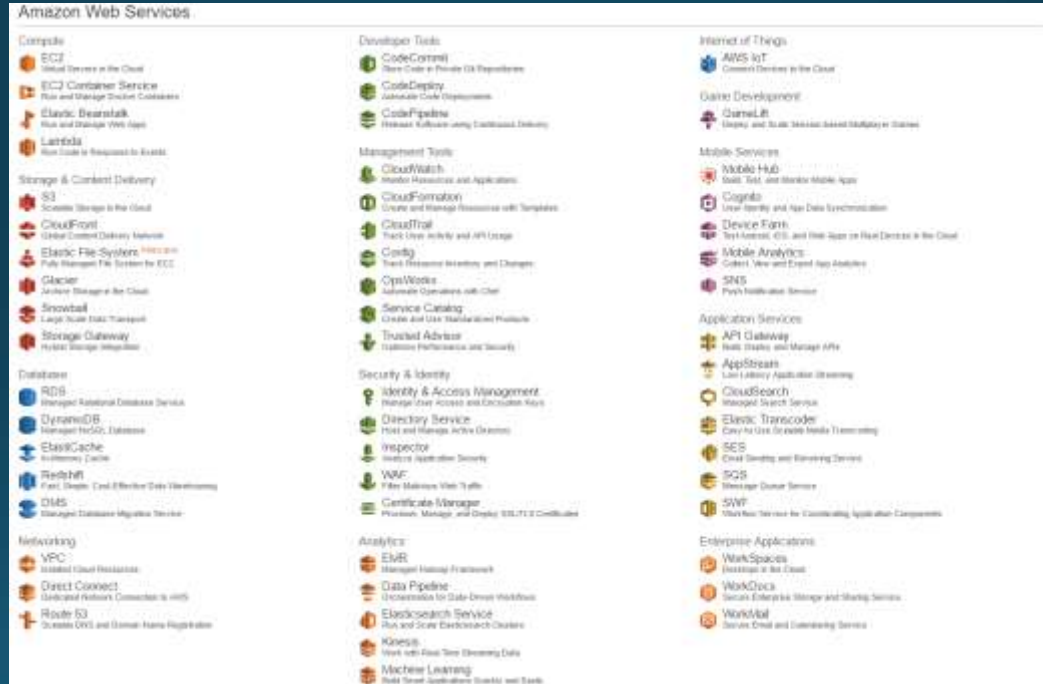 Amazon Web Services
Compute
EC2
Virtual Servers in the Cloud
EC2 Container Service
Run and Manage Docker Containers
Elastic Beanstalk
Run and Manage Web Apps
Lambda
Run Code in Response to Events
Storage & Content Delivery
S3
Scalable Storage in the Cloud
CloudFront
Global Content Delivery Network
Elastic File System PREVIEW
Fully Managed File System for EC2
Glacier
Archive Storage in the Cloud
Snowball
Large Scale Data Transport
Storage Gateway
Hybrid Storage Integration
Database
RDS
Managed Relational Database Service
DynamoDB
Managed NoSQL Database
ElastiCache
In-Memory Cache
Redshift
Fast, Simple, Cost-Effective Data Warehousing
DMS
Managed Database Migration Service
Networking
VPC
Isolated Cloud Resources
Direct Connect
Dedicated Network Connection to AWS
Route 53
Scalable DNS and Domain Name Registration
Developer Tools
CodeCommit
Store Code in Private Git Repositories
CodeDeploy
Automate Code Deployments
CodePipeline
Release Software using Continuous Delivery
Management Tools
CloudWatch
Monitor Resources and Applications
CloudFormation
Create and Manage Resources with Templates
CloudTrail
Track User Activity and API Usage
Config
Track Resource Inventory and Changes
OpsWorks
Automate Operations with Chef
Service Catalog
Create and Use Standardized Products
Trusted Advisor
Optimize Performance and Security
Security & Identity
Identity & Access Management
Manage User Access and Encryption Keys
Directory Service
Host and Manage Active Directory
Inspector
Analyze Application Security
WAF
Filter Malicious Web Traffic
Certificate Manager
Provision, Manage, and Deploy SSL/TLS Certificates
Analytics
EMR
Managed Hadoop Framework
Data Pipeline
Orchestration for Data-Driven Workflows
Elasticsearch Service
Run and Scale Elasticsearch Clusters
Kinesis
Work with Real-Time Streaming Data
Machine Learning
Build Smart Applications Quickly and Easily
Internet of Things
AWS IoT
Connect Devices to the Cloud
Game Development
GameLift
Deploy and Scale Session-based Multiplayer Games
Mobile Services
Mobile Hub
Build, Test, and Monitor Mobile Apps
Cognito
User Identity and App Data Synchronization
Device Farm
Test Android, iOS, and Web Apps on Real Devices in the Cloud
Mobile Analytics
Collect, View and Export App Analytics
SNS
Push Notification Service
Application Services
API Gateway
Build, Deploy and Manage APIs
AppStream
Low Latency Application Streaming
CloudSearch
Managed Search Service
Elastic Transcoder
Easy-to-Use Scalable Media Transcoding
SES
Email Sending and Receiving Service
SQS
Message Queue Service
SWF
Workflow Service for Coordinating Application Components
Enterprise Applications
WorkSpaces
Desktops in the Cloud
WorkDocs
Secure Enterprise Storage and Sharing Service
WorkMail
Secure Email and Calendaring Service